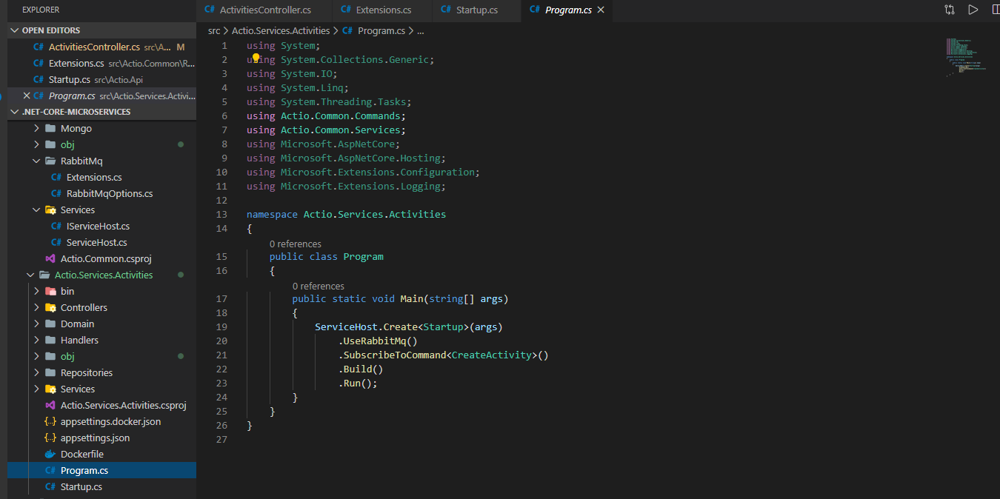 EXPLORER
OPEN EDITORS
C# ActivitiesController.cs src\A... M
C# Extensions.cs src\Actio.Common\R...
C# Startup.cs src\Actio.Api
C# Program.cs src\Actio.Services.Activi...
.NET-CORE-MICROSERVICES
Mongo
obj
RabbitMq
C# Extensions.cs
C# RabbitMqOptions.cs
Services
C# IServiceHost.cs
C# ServiceHost.cs
Actio.Common.csproj
Actio.Services.Activities
bin
Controllers
Domain
Handlers
obj
Repositories
Services
Actio.Services.Activities.csproj
{..} appsettings.docker.json
{..} appsettings.json
Dockerfile
C# Program.cs
C# Startup.cs
C# ActivitiesController.cs C# Extensions.cs C# Startup.cs C# Program.cs
src > Actio.Services.Activities > C# Program.cs > ...
1 using System;
2 using System.Collections.Generic;
3 using System.IO;
4 using System.Linq;
5 using System.Threading.Tasks;
6 using Actio.Common.Commands;
7 using Actio.Common.Services;
8 using Microsoft.AspNetCore;
9 using Microsoft.AspNetCore.Hosting;
10 using Microsoft.Extensions.Configuration;
11 using Microsoft.Extensions.Logging;
12
13 namespace Actio.Services.Activities
14 {
0 references
15 public class Program
16 {
0 references
17 public static void Main(string[] args)
18 {
19 ServiceHost.Create<Startup>(args)
20 .UseRabbitMq()
21 .SubscribeToCommand<CreateActivity>()
22 .Build()
23 .Run();
24 }
25 }
26 }
27